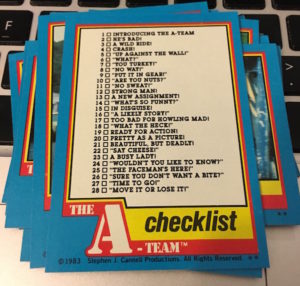 1 □ INTRODUCING THE A-TEAM
2 □ HE'S BAD!
3 □ A WILD RIDE!
4 □ CRASH!
5 □ "UP AGAINST THE WALL!"
6 □ "WHAT?"
7 □ "YOU TURKEY!"
8 □ "NO WAY!"
9 □ "PUT IT IN GEAR!"
10 □ "ARE YOU NUTS?"
11 □ "NO SWEAT!"
12 □ STRONG MAN!
13 □ A NEW ASSIGNMENT!
14 □ "WHAT'S SO FUNNY?"
15 □ IN DISGUISE!
16 □ "A LIKELY STORY!"
17 □ TOO BAD FOR HOWLING MAD!
18 □ "WHAT THE HECK!"
19 □ READY FOR ACTION!
20 □ PRETTY AS A PICTURE!
21 □ BEAUTIFUL, BUT DEADLY!
22 □ "SAY CHEESE!"
23 □ A BUSY LADY!
24 □ "WOULDN'T YOU LIKE TO KNOW?"
25 □ "THE FACEMAN'S HERE!"
26 □ "SURE YOU DON'T WANT A BITE?"
27 □ "TIME TO GO!"
28 □ "MOVE IT OR LOSE IT!"
THE
A
-TEAM™
checklist
©1983 Stephen J. Cannell Productions. All Rights Reserved. **